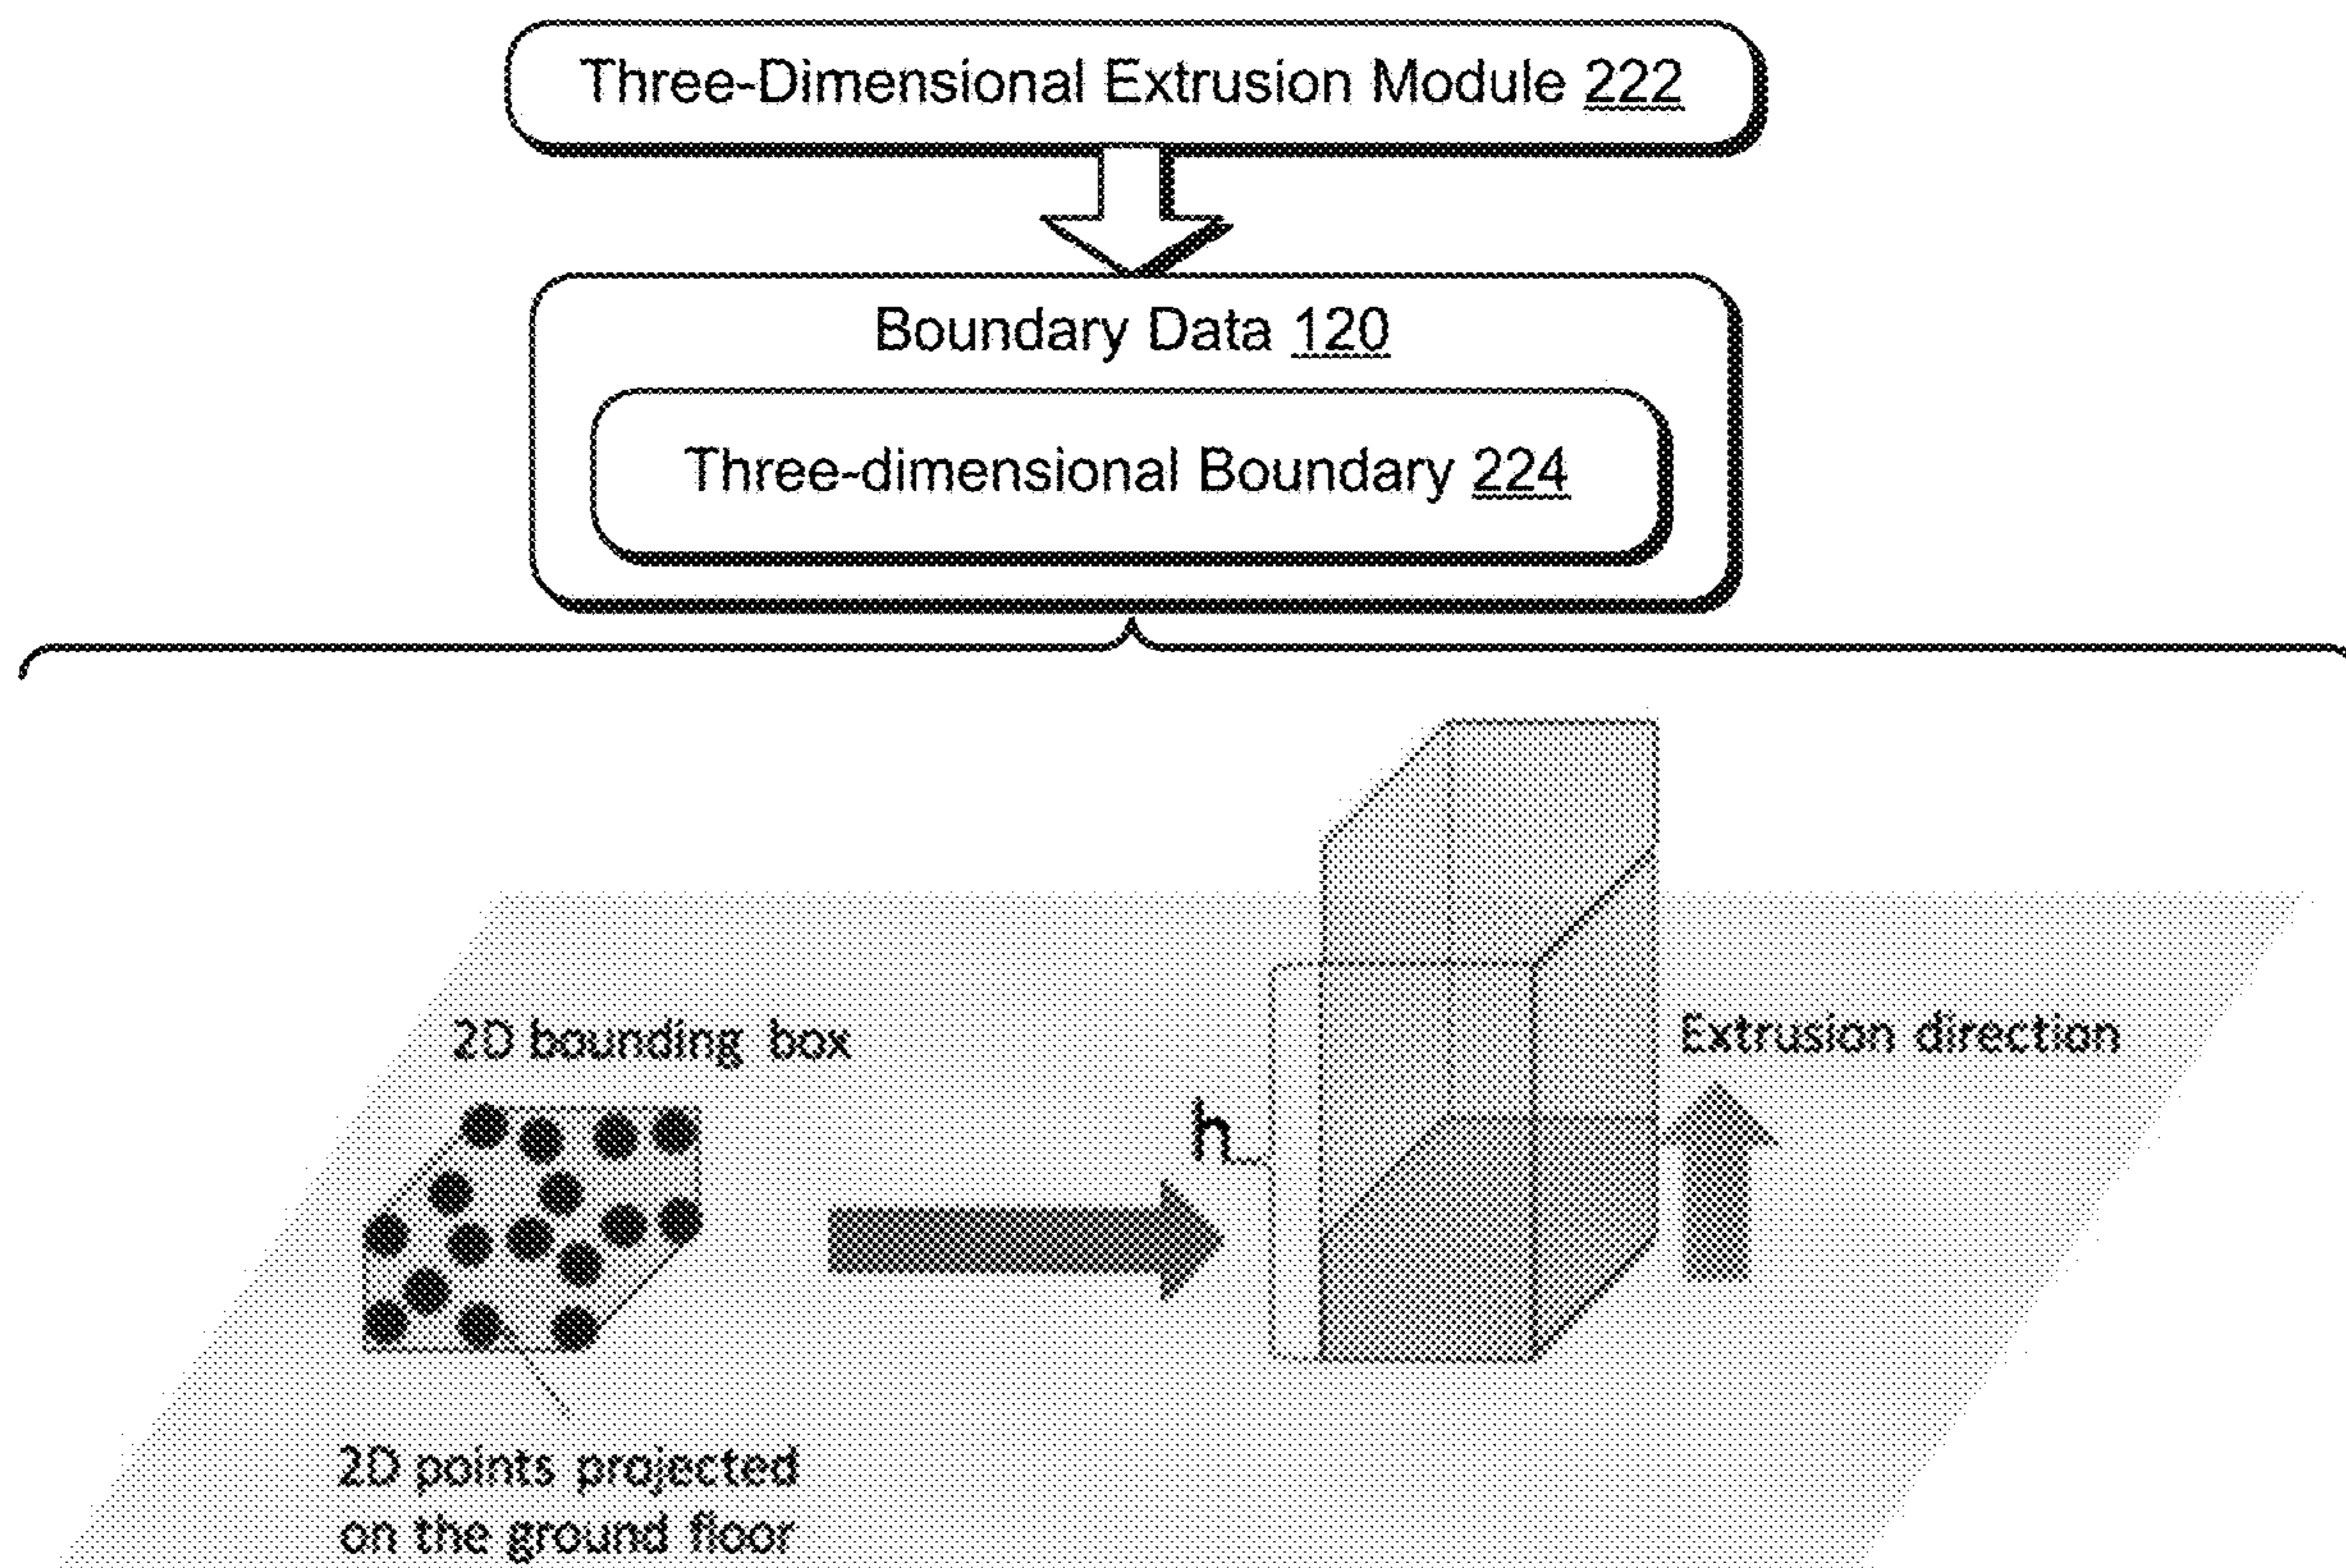 Three-Dimensional Extrusion Module 222
Boundary Data 120
Three-dimensional Boundary 224
2D bounding box
Extrusion direction
h
2D points projected
on the ground floor